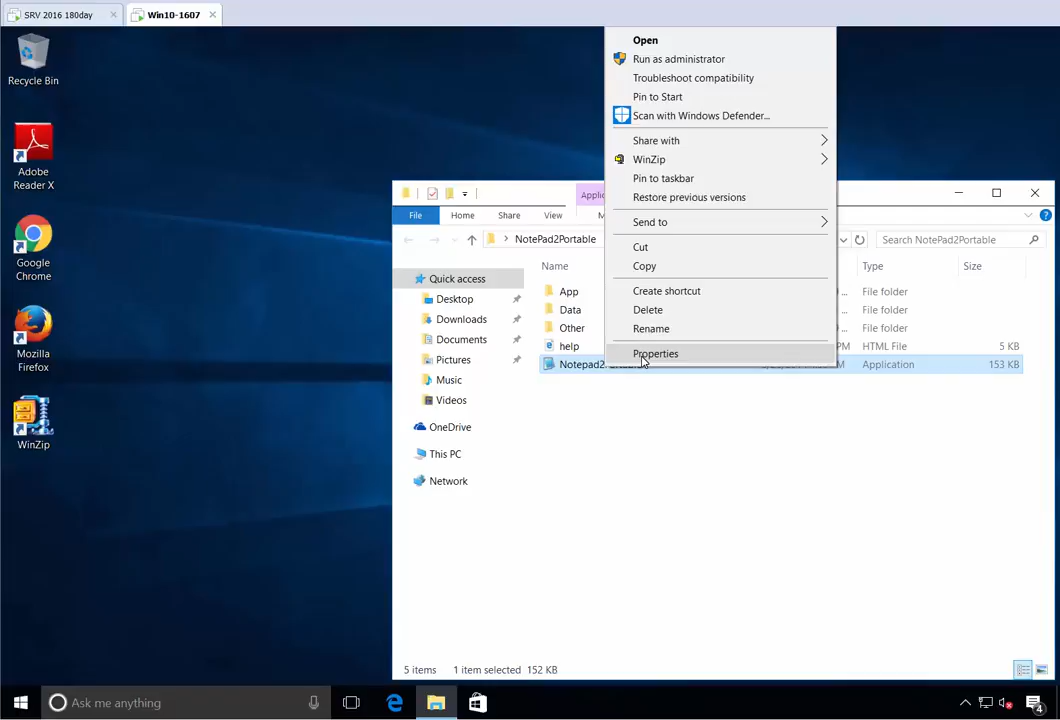 SRV 2016 180day
Win10-1607
Recycle Bin
Adobe
Reader X
Google
Chrome
Mozilla
Firefox
WinZip
Open
Run as administrator
Troubleshoot compatibility
Pin to Start
Scan with Windows Defender...
Share with
WinZip
Pin to taskbar
Restore previous versions
Send to
Cut
Copy
Create shortcut
Delete
Rename
Properties
File
Home
Share
View
NotePad2Portable
Search NotePad2Portable
Quick access
Desktop
Downloads
Documents
Pictures
Music
Videos
OneDrive
This PC
Network
Name
Type
Size
App
... File folder
Data
... File folder
Other
... File folder
help
PM
HTML File
5 KB
Application
153 KB
5 items
1 item selected 152 KB
Ask me anything
4